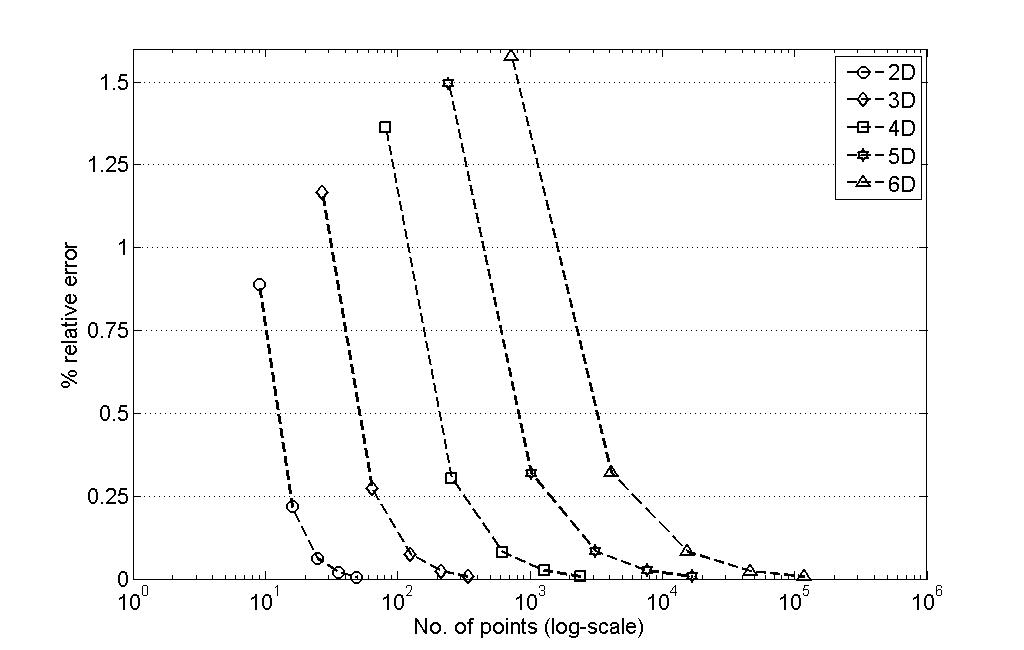 1.5
1.25
1
0.75
0.5
0.25
0
% relative error
10^0 10^1 10^2 10^3 10^4 10^5 10^6
No. of points (log-scale)
2D
3D
4D
5D
6D